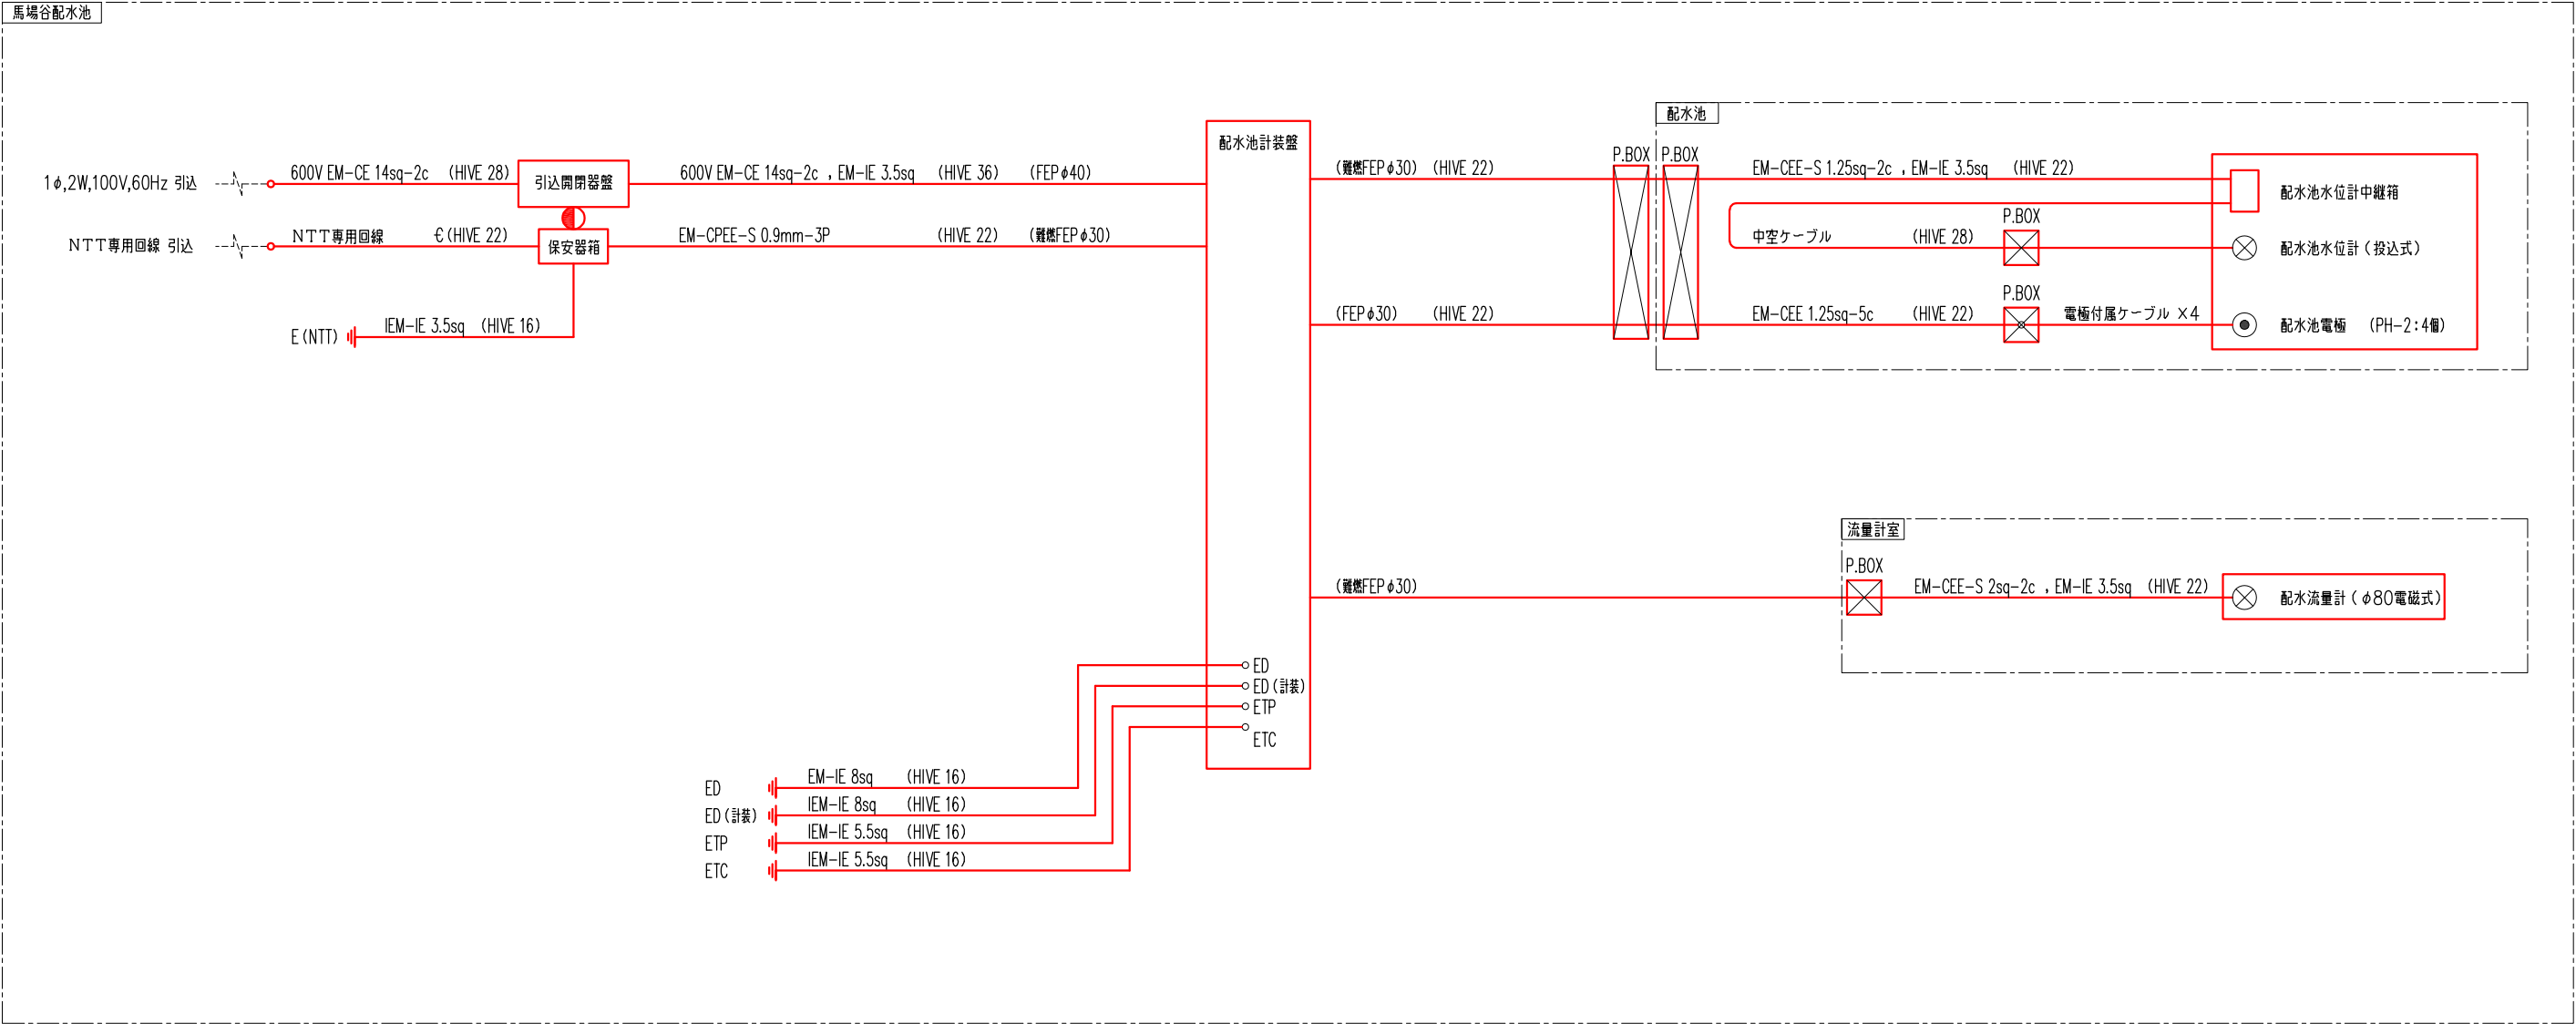 馬場谷配水池
配水池
配水池計装盤
P.BOX P.BOX
1φ,2W,100V,60Hz 引込
600V EM-CE 14sq-2c (HIVE 28)
引込開閉器盤
600V EM-CE 14sq-2c , EM-IE 3.5sq (HIVE 36) (FEPφ40)
(難燃FEPφ30) (HIVE 22)
EM-CEE-S 1.25sq-2c , EM-IE 3.5sq (HIVE 22)
配水池水位計中継箱
P.BOX
NTT専用回線 引込
NTT専用回線
(HIVE 22)
保安器箱
EM-CPEE-S 0.9mm-3P (HIVE 22) (難燃FEPφ30)
中空ケーブル (HIVE 28)
配水池水位計(投込式)
P.BOX
E(NTT)
IEM-IE 3.5sq (HIVE 16)
(FEPφ30) (HIVE 22)
EM-CEE 1.25sq-5c (HIVE 22)
電極付属ケーブル ×4
配水池電極 (PH-2:4個)
流量計室
P.BOX
(難燃FEPφ30)
EM-CEE-S 2sq-2c , EM-IE 3.5sq (HIVE 22)
配水流量計(φ80電磁式)
ED
ED(計装)
ETP
ETC
ED EM-IE 8sq (HIVE 16)
ED(計装) IEM-IE 8sq (HIVE 16)
ETP IEM-IE 5.5sq (HIVE 16)
ETC IEM-IE 5.5sq (HIVE 16)